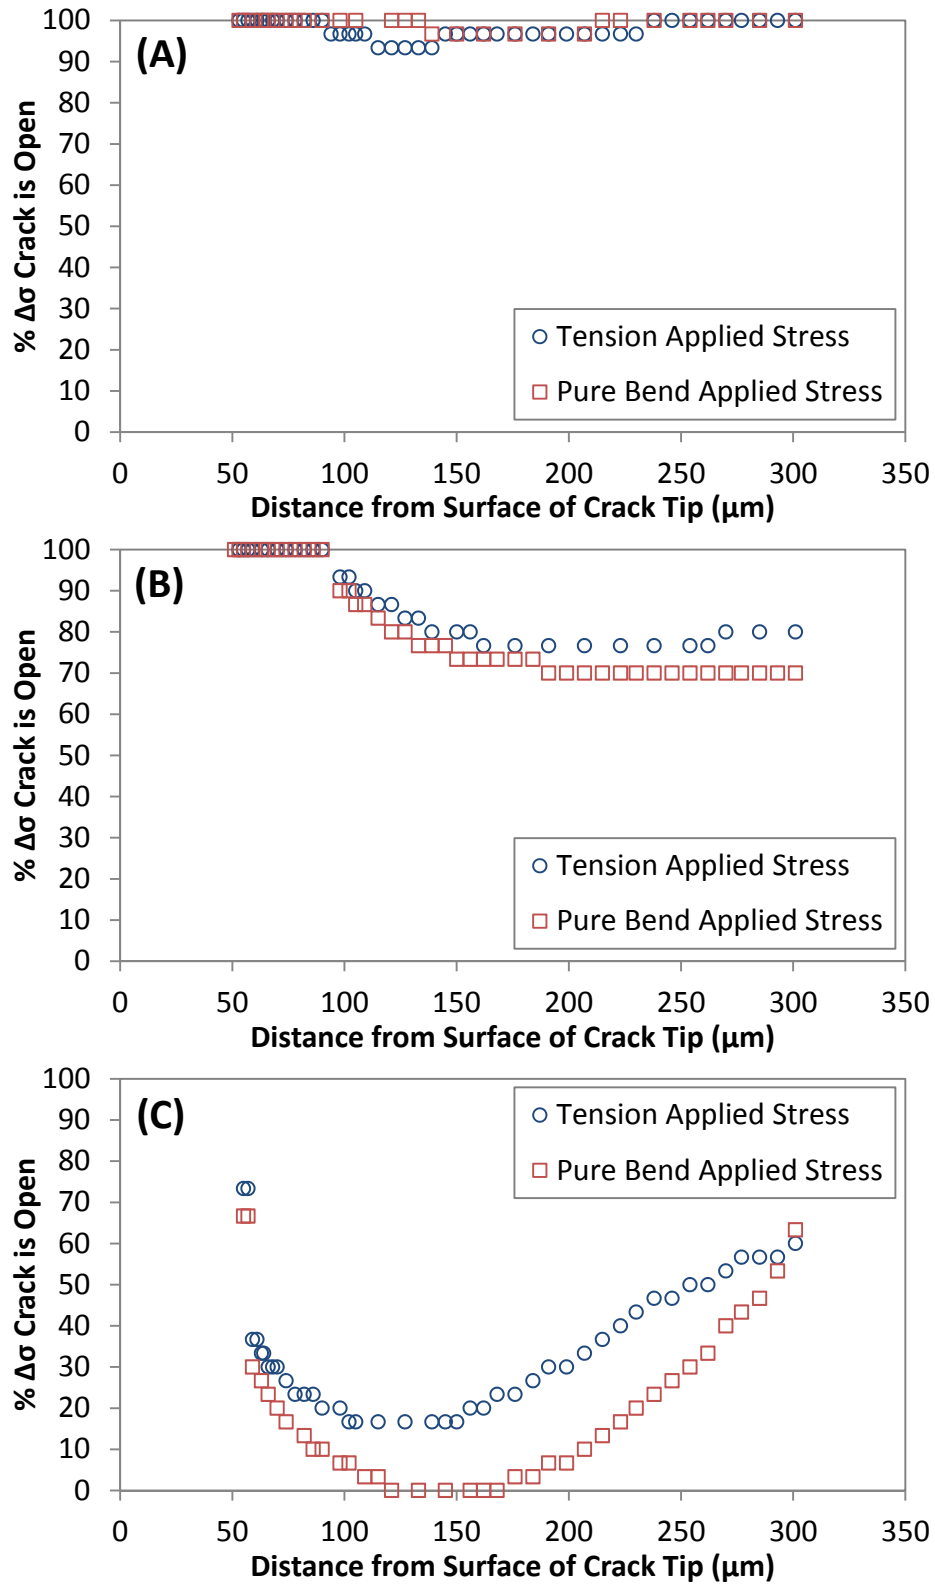 (A)
% Δσ Crack is Open
100
90
80
70
60
50
40
30
20
10
0
Tension Applied Stress
Pure Bend Applied Stress
0 50 100 150 200 250 300 350
Distance from Surface of Crack Tip (μm)
(B)
% Δσ Crack is Open
100
90
80
70
60
50
40
30
20
10
0
Tension Applied Stress
Pure Bend Applied Stress
0 50 100 150 200 250 300 350
Distance from Surface of Crack Tip (μm)
(C)
% Δσ Crack is Open
100
90
80
70
60
50
40
30
20
10
0
Tension Applied Stress
Pure Bend Applied Stress
0 50 100 150 200 250 300 350
Distance from Surface of Crack Tip (μm)